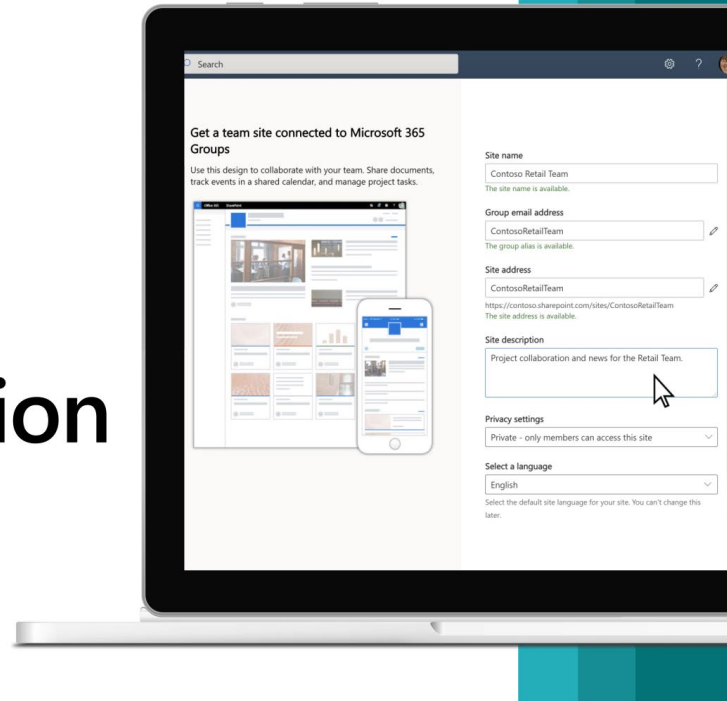 Search
?
Get a team site connected to Microsoft 365
Groups
Use this design to collaborate with your team. Share documents,
track events in a shared calendar, and manage project tasks.
Office 365 SharePoint
Site name
Contoso Retail Team
The site name is available.
Group email address
ContosoRetailTeam
The group alias is available.
Site address
ContosoRetailTeam
https://contoso.sharepoint.com/sites/ContosoRetailTeam
The site address is available.
Site description
Project collaboration and news for the Retail Team.
Privacy settings
Private - only members can access this site
Select a language
English
Select the default site language for your site. You can't change this
later.
ion